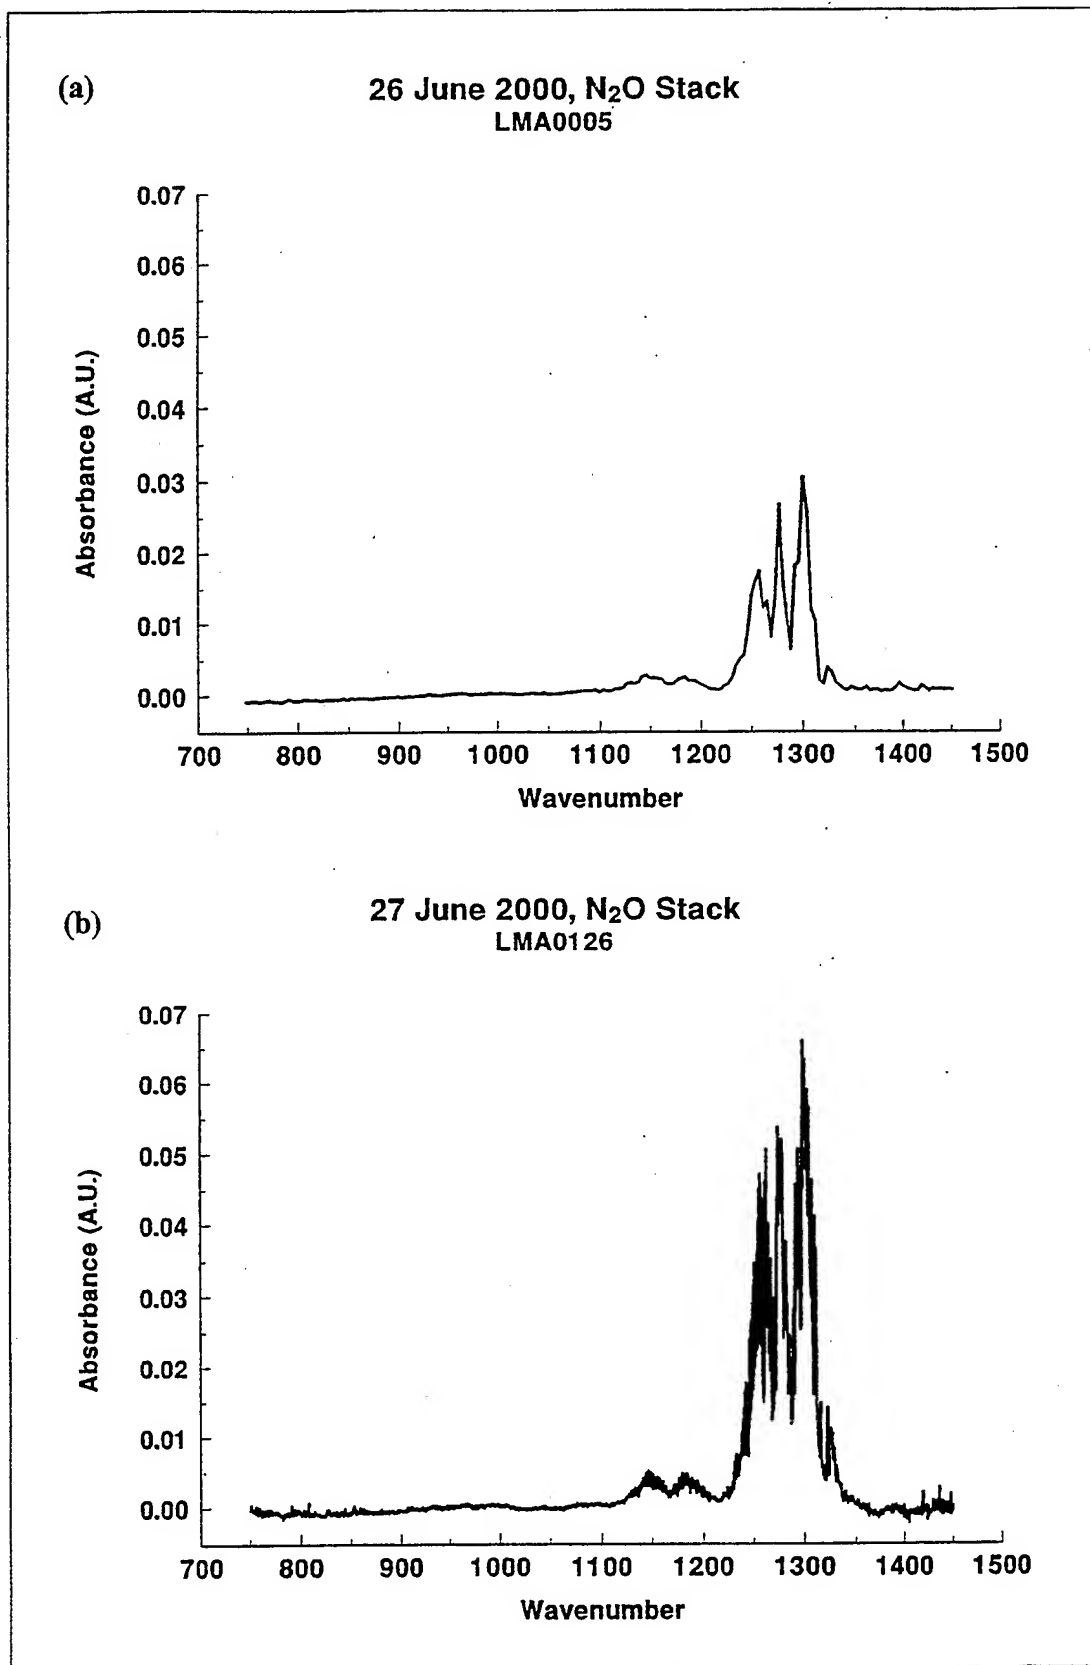 (a)
26 June 2000, N₂O Stack
LMA0005
0.07
0.06
0.05
0.04
0.03
0.02
0.01
0.00
Absorbance (A.U.)
700 800 900 1000 1100 1200 1300 1400 1500
Wavenumber
(b)
27 June 2000, N₂O Stack
LMA0126
0.07
0.06
0.05
0.04
0.03
0.02
0.01
0.00
Absorbance (A.U.)
700 800 900 1000 1100 1200 1300 1400 1500
Wavenumber